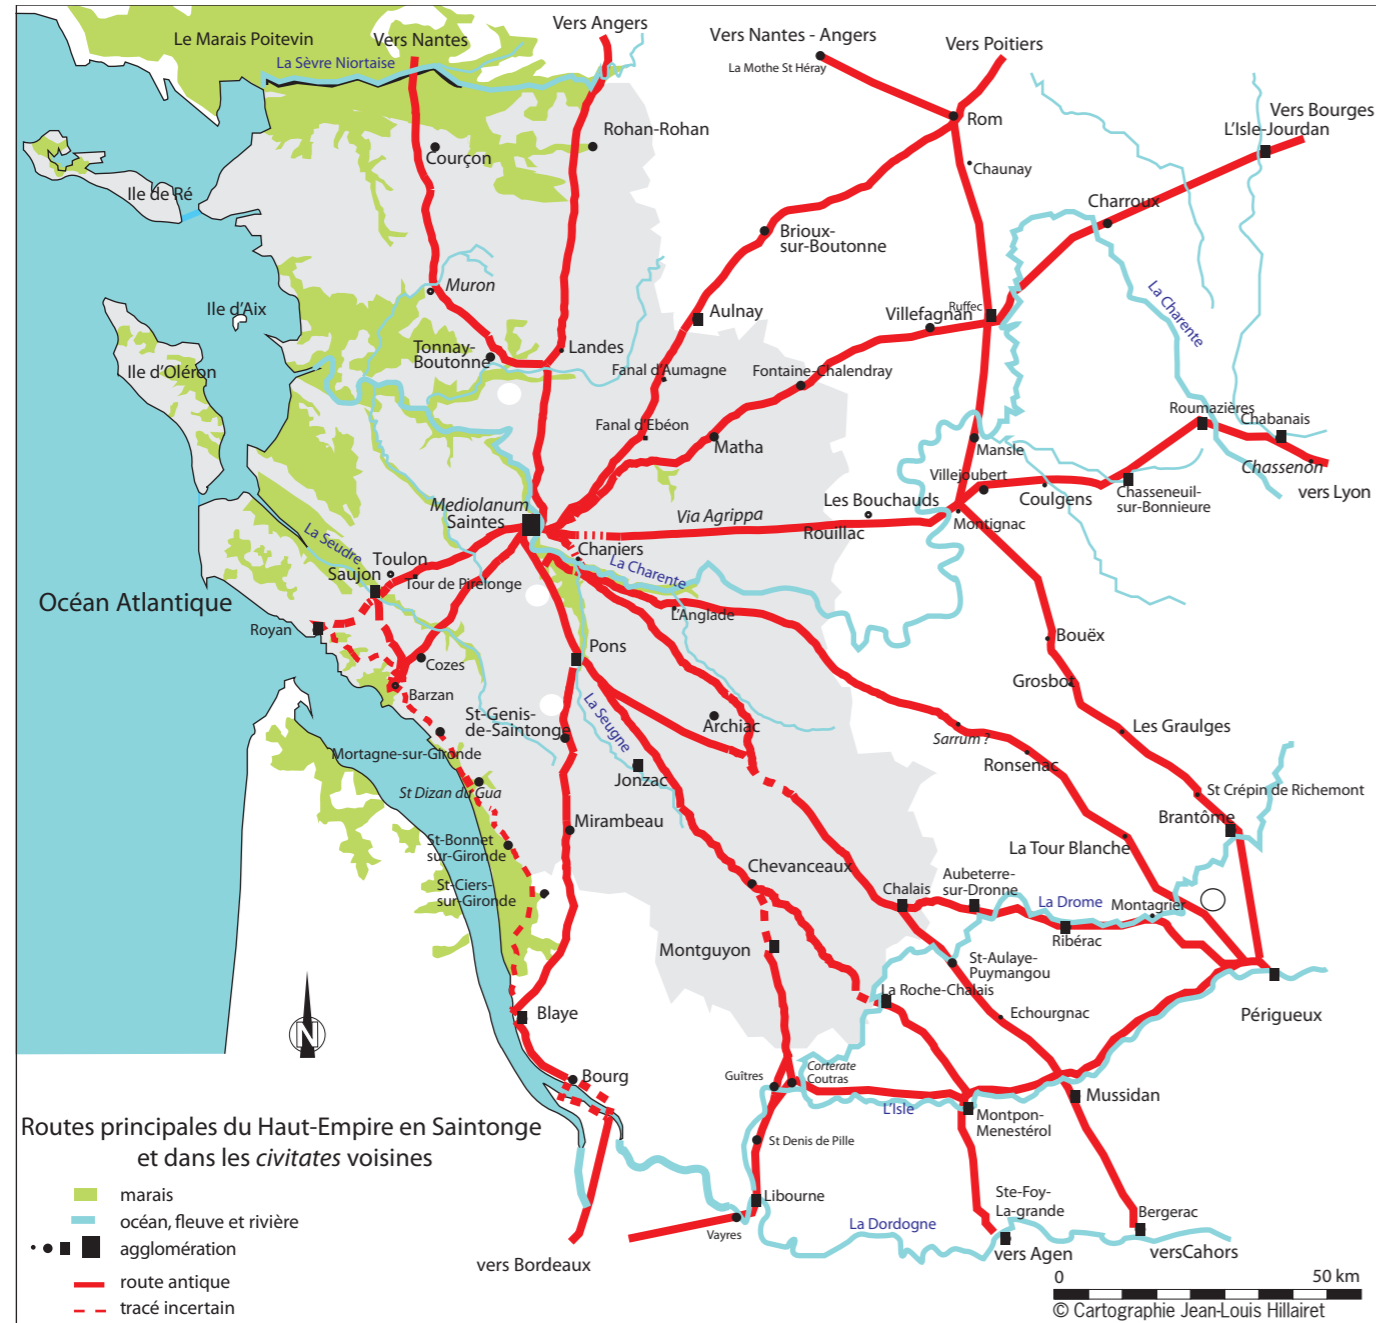 Vers Angers
Le Marais Poitevin
Vers Nantes
Vers Nantes - Angers
Vers Poitiers
La Sèvre Niortaise
La Mothe St Héray
Vers Bourges
L'Isle-Jourdan
Rom
Rohan-Rohan
Courçon
Chaunay
Ile de Ré
Charroux
Brioux-
sur-Boutonne
Muron
La Charente
Ile d'Aix
Aulnay
Ruffec
Villefagnan
Tonnay-
Boutonne
Landes
Ile d'Oléron
Fanal d'Aumagne
Fontaine-Chalendray
Roumazières
Chabanais
Fanal d'Ebéon
Matha
Mansle
Chassenon
vers Lyon
Villejoubert
Coulgens
Chasseneuil-
sur-Bonnieure
Mediolanum
Saintes
Les Bouchauds
Via Agrippa
Rouillac
Montignac
La Seudre
Toulon
Chaniers
La Charente
Saujon
Tour de Pirelonge
Océan Atlantique
L'Anglade
Royan
Bouëx
Pons
Cozes
Grosbot
Barzan
La Seugne
St-Genis-
de-Saintonge
Archiac
Les Graulges
Sarrum ?
Mortagne-sur-Gironde
Ronsenac
Jonzac
St Dizan du Gua
St Crépin de Richemont
Brantôme
Mirambeau
St-Bonnet
sur-Gironde
La Tour Blanche
Chevanceaux
St-Ciers-
sur-Gironde
Chalais
Aubeterre-
sur-Dronne
La Drome
Montagrier
Ribérac
Montguyon
St-Aulaye-
Puymangou
La Roche-Chalais
Blaye
Echourgnac
Périgueux
N
Corterate
Coutras
Guîtres
Bourg
L'Isle
Mussidan
Montpon-
Menestérol
Routes principales du Haut-Empire en Saintonge
et dans les civitates voisines
St Denis de Pille
marais
Libourne
Ste-Foy-
La-grande
Bergerac
océan, fleuve et rivière
La Dordogne
Vayres
agglomération
vers Agen
versCahors
vers Bordeaux
route antique
0 50 km
tracé incertain
© Cartographie Jean-Louis Hillairet